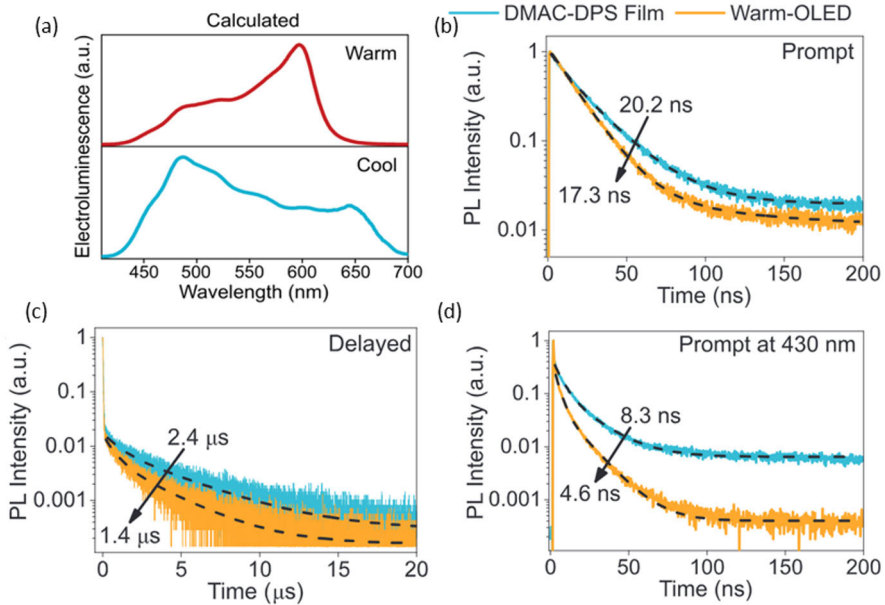 DMAC-DPS Film Warm-OLED
(a)
Calculated
Warm
Cool
Electroluminescence (a.u.)
450 500 550 600 650 700
Wavelength (nm)
(b)
Prompt
20.2 ns
17.3 ns
PL Intensity (a.u.)
1
0.1
0.01
0 50 100 150 200
Time (ns)
(c)
Delayed
2.4 μs
1.4 μs
PL Intensity (a.u.)
1
0.1
0.01
0.001
0 5 10 15 20
Time (μs)
(d)
Prompt at 430 nm
8.3 ns
4.6 ns
PL Intensity (a.u.)
1
0.1
0.01
0.001
0 50 100 150 200
Time (ns)